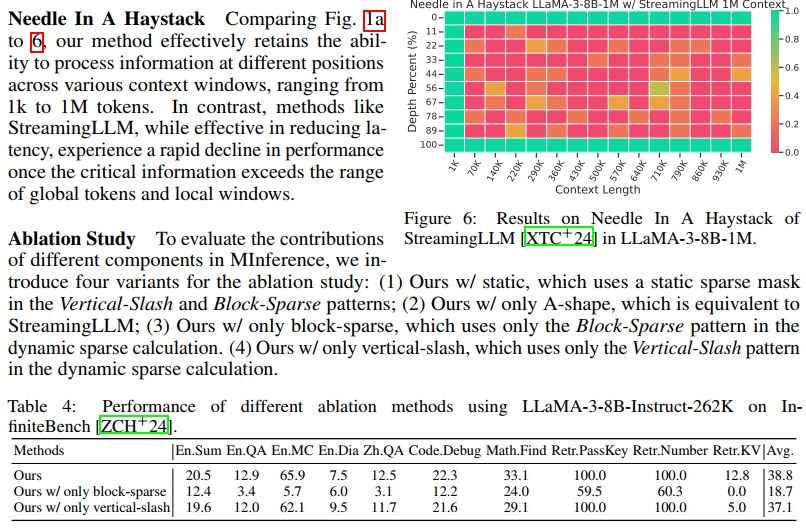 Needle In A Haystack Comparing Fig. 1a
to 6, our method effectively retains the abil-
ity to process information at different positions
across various context windows, ranging from
1k to 1M tokens. In contrast, methods like
StreamingLLM, while effective in reducing la-
tency, experience a rapid decline in performance
once the critical information exceeds the range
of global tokens and local windows.
Needle in A Haystack LLaMA-3-8B-1M w/ StreamingLLM 1M Context
Depth Percent (%)
0
11
22
33
44
56
67
78
89
100
1K 70K 140K 220K 290K 360K 430K 500K 570K 640K 710K 790K 860K 930K 1M
Context Length
1.0
0.8
0.6
0.4
0.2
0.0
Figure 6: Results on Needle In A Haystack of
StreamingLLM [XTC+24] in LLaMA-3-8B-1M.
Ablation Study To evaluate the contributions
of different components in MInference, we in-
troduce four variants for the ablation study: (1) Ours w/ static, which uses a static sparse mask
in the Vertical-Slash and Block-Sparse patterns; (2) Ours w/ only A-shape, which is equivalent to
StreamingLLM; (3) Ours w/ only block-sparse, which uses only the Block-Sparse pattern in the
dynamic sparse calculation. (4) Ours w/ only vertical-slash, which uses only the Vertical-Slash pattern
in the dynamic sparse calculation.
Table 4: Performance of different ablation methods using LLaMA-3-8B-Instruct-262K on In-
finiteBench [ZCH+24].
Methods En.Sum En.QA En.MC En.Dia Zh.QA Code.Debug Math.Find Retr.PassKey Retr.Number Retr.KV Avg.
Ours 20.5 12.9 65.9 7.5 12.5 22.3 33.1 100.0 100.0 12.8 38.8
Ours w/ only block-sparse 12.4 3.4 5.7 6.0 3.1 12.2 24.0 59.5 60.3 0.0 18.7
Ours w/ only vertical-slash 19.6 12.0 62.1 9.5 11.7 21.6 29.1 100.0 100.0 5.0 37.1